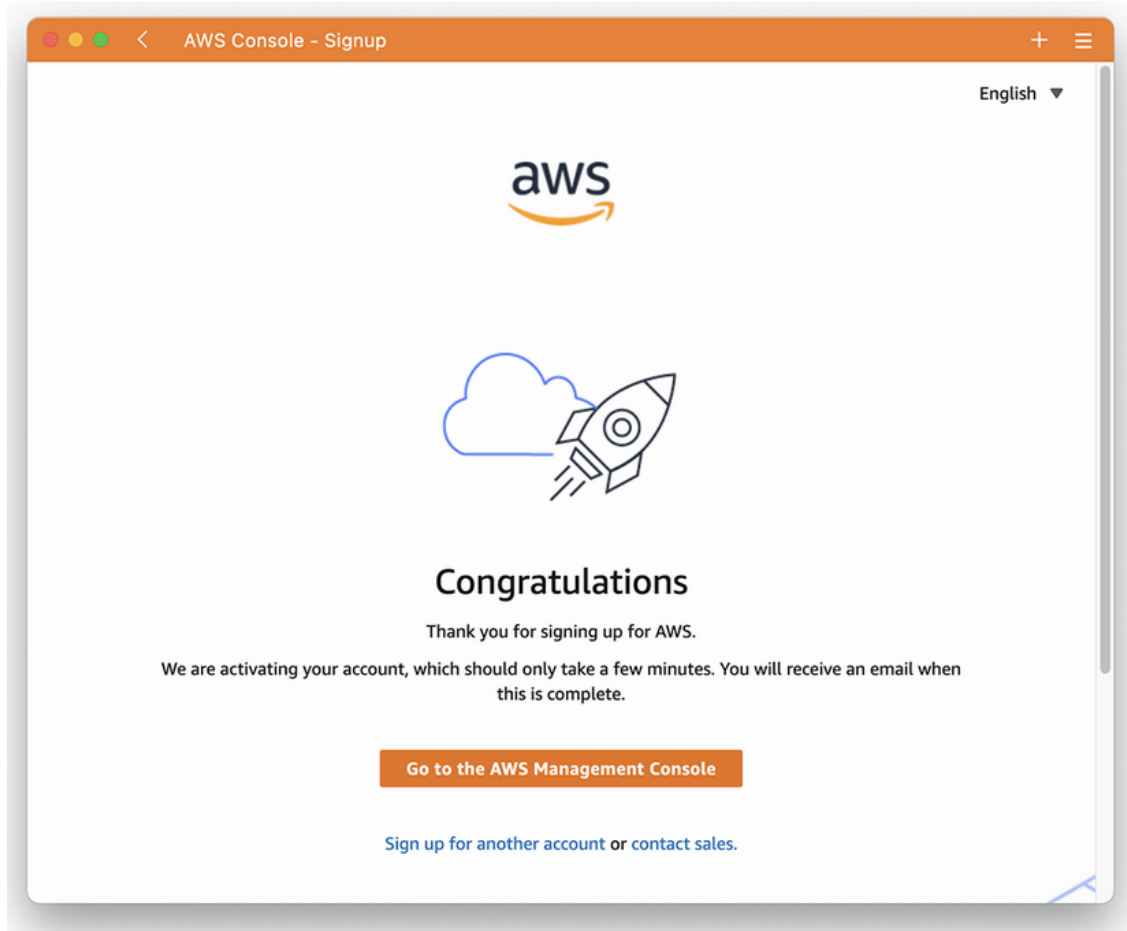 AWS Console - Signup
English
aws
Congratulations
Thank you for signing up for AWS.
We are activating your account, which should only take a few minutes. You will receive an email when
this is complete.
Go to the AWS Management Console
Sign up for another account or contact sales.